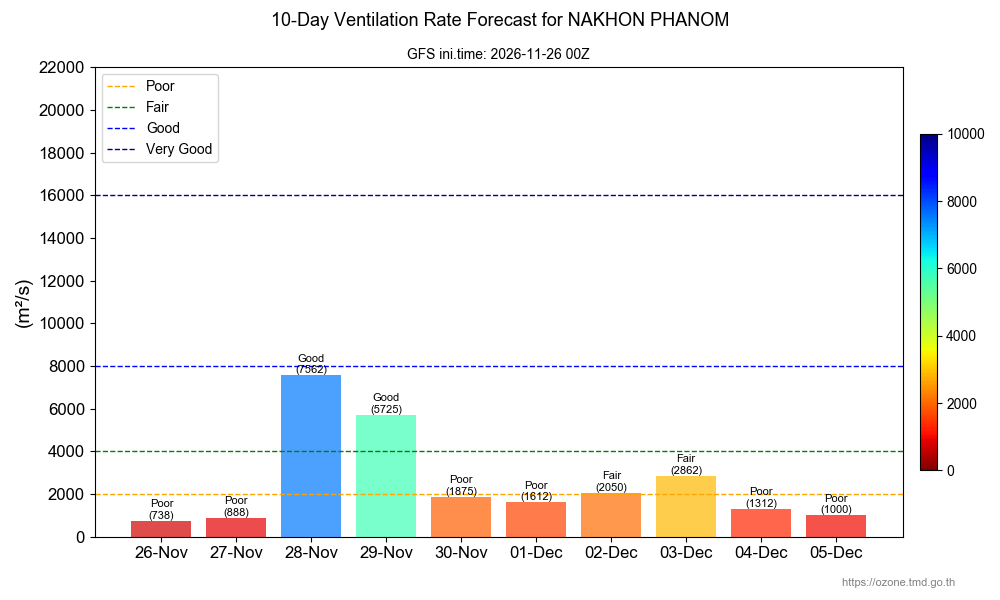 10-Day Ventilation Rate Forecast for NAKHON PHANOM
GFS ini.time: 2026-11-26 00Z
22000
20000
18000
16000
14000
12000
10000
8000
6000
4000
2000
0
(m²/s)
Poor
Fair
Good
Very Good
Poor
(738)
Poor
(888)
Good
(7562)
Good
(5725)
Poor
(1875)
Poor
(1612)
Fair
(2050)
Fair
(2862)
Poor
(1312)
Poor
(1000)
26-Nov
27-Nov
28-Nov
29-Nov
30-Nov
01-Dec
02-Dec
03-Dec
04-Dec
05-Dec
10000
8000
6000
4000
2000
0
https://ozone.tmd.go.th